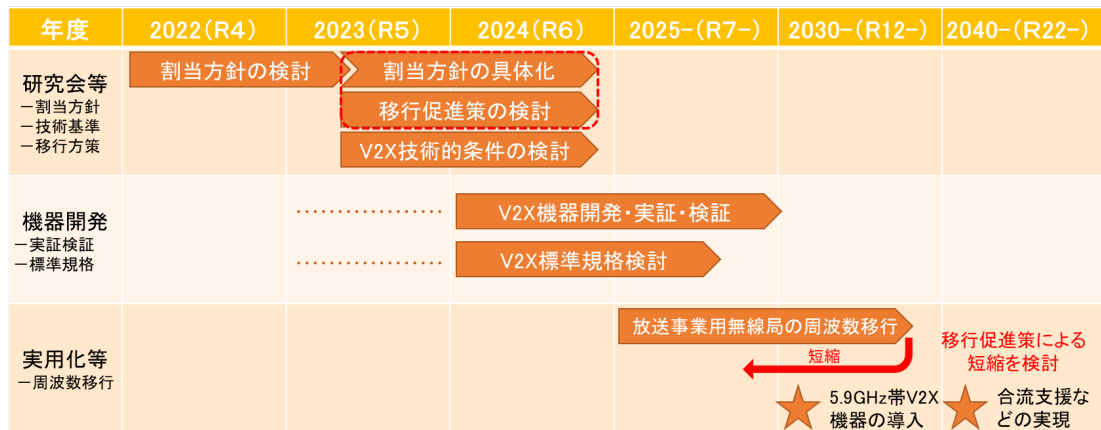 年度 2022(R4) 2023(R5) 2024(R6) 2025-(R7-) 2030-(R12-) 2040-(R22-)
研究会等
－割当方針
－技術基準
－移行方策
割当方針の検討
割当方針の具体化
移行促進策の検討
V2X技術的条件の検討
機器開発
－実証検証
－標準規格
V2X機器開発・実証・検証
V2X標準規格検討
実用化等
－周波数移行
放送事業用無線局の周波数移行
短縮
移行促進策による
短縮を検討
5.9GHz帯V2X
機器の導入
合流支援な
どの実現